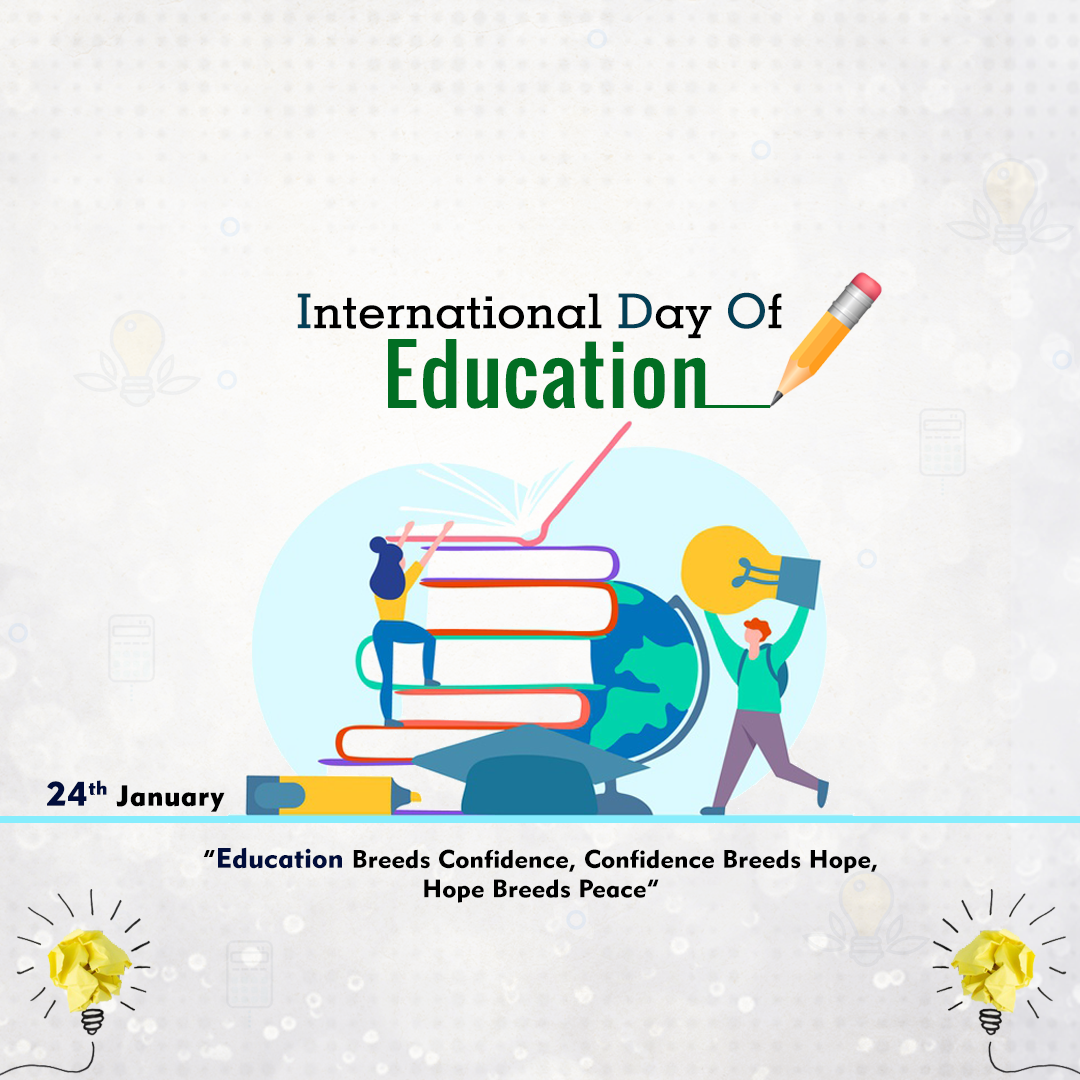 International Day Of
Education
24th January
“Education Breeds Confidence, Confidence Breeds Hope,
Hope Breeds Peace“